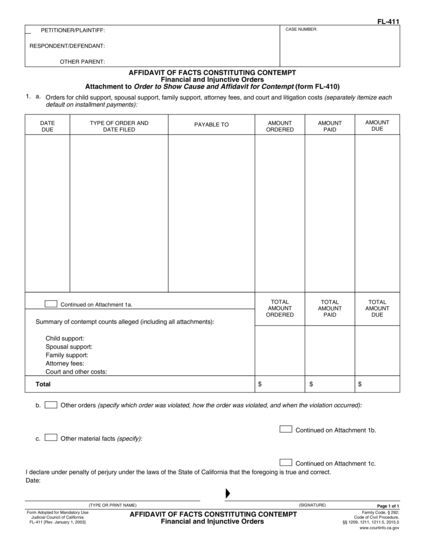 FL-411
PETITIONER/PLAINTIFF:
CASE NUMBER:
RESPONDENT/DEFENDANT:
OTHER PARENT:
AFFIDAVIT OF FACTS CONSTITUTING CONTEMPT
Financial and Injunctive Orders
Attachment to Order to Show Cause and Affidavit for Contempt (form FL-410)
1. a. Orders for child support, spousal support, family support, attorney fees, and court and litigation costs (separately itemize each
default on installment payments):
DATE DUE
TYPE OF ORDER AND DATE FILED
PAYABLE TO
AMOUNT ORDERED
AMOUNT PAID
AMOUNT DUE
Continued on Attachment 1a.
TOTAL AMOUNT ORDERED
TOTAL AMOUNT PAID
TOTAL AMOUNT DUE
Summary of contempt counts alleged (including all attachments):
Child support:
Spousal support:
Family support:
Attorney fees:
Court and other costs:
Total $ $ $
b. Other orders (specify which order was violated, how the order was violated, and when the violation occurred):
Continued on Attachment 1b.
c. Other material facts (specify):
Continued on Attachment 1c.
I declare under penalty of perjury under the laws of the State of California that the foregoing is true and correct.
Date:
(TYPE OR PRINT NAME)
(SIGNATURE)
Page 1 of 1
Form Adopted for Mandatory Use
Judicial Council of California
FL-411 [Rev. January 1, 2003]
AFFIDAVIT OF FACTS CONSTITUTING CONTEMPT
Financial and Injunctive Orders
Family Code, § 292;
Code of Civil Procedure,
§§ 1209, 1211, 1211.5, 2015.5
www.courtinfo.ca.gov